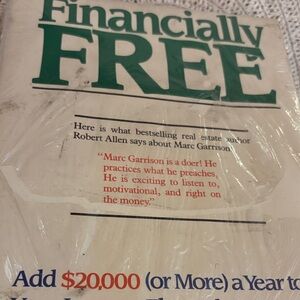 Financially
FREE
Here is what bestselling real estate author
Robert Allen says about Marc Garrison
"Marc Garrison is a doer! He
practices what he preaches.
He is exciting to listen to,
motivational, and right on
the money."
Add $20,000 (or More) a Year to